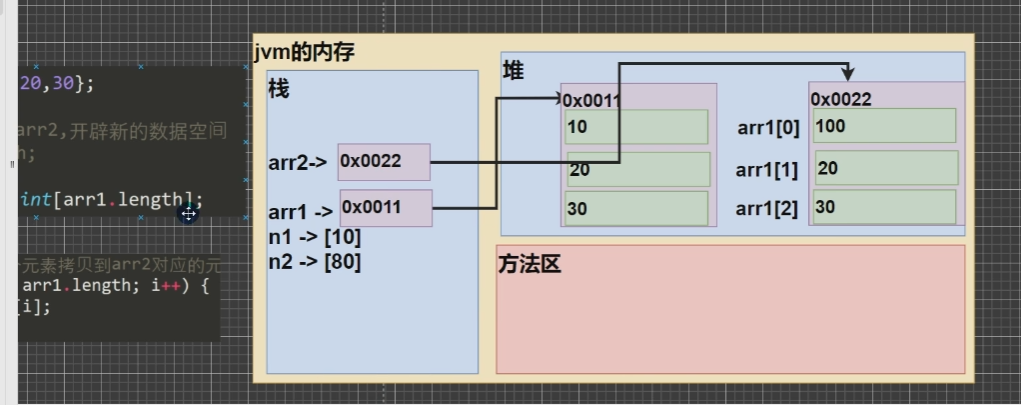 20,30};
arr2,开辟新的数据空间
h;
int[arr1.length];
元素拷贝到arr2对应的元
arr1.length; i++) {
[i];
jvm的内存
栈
arr2-> 0x0022
arr1 -> 0x0011
n1 -> [10]
n2 -> [80]
堆
0x0011
10
20
30
0x0022
arr1[0] 100
arr1[1] 20
arr1[2] 30
方法区